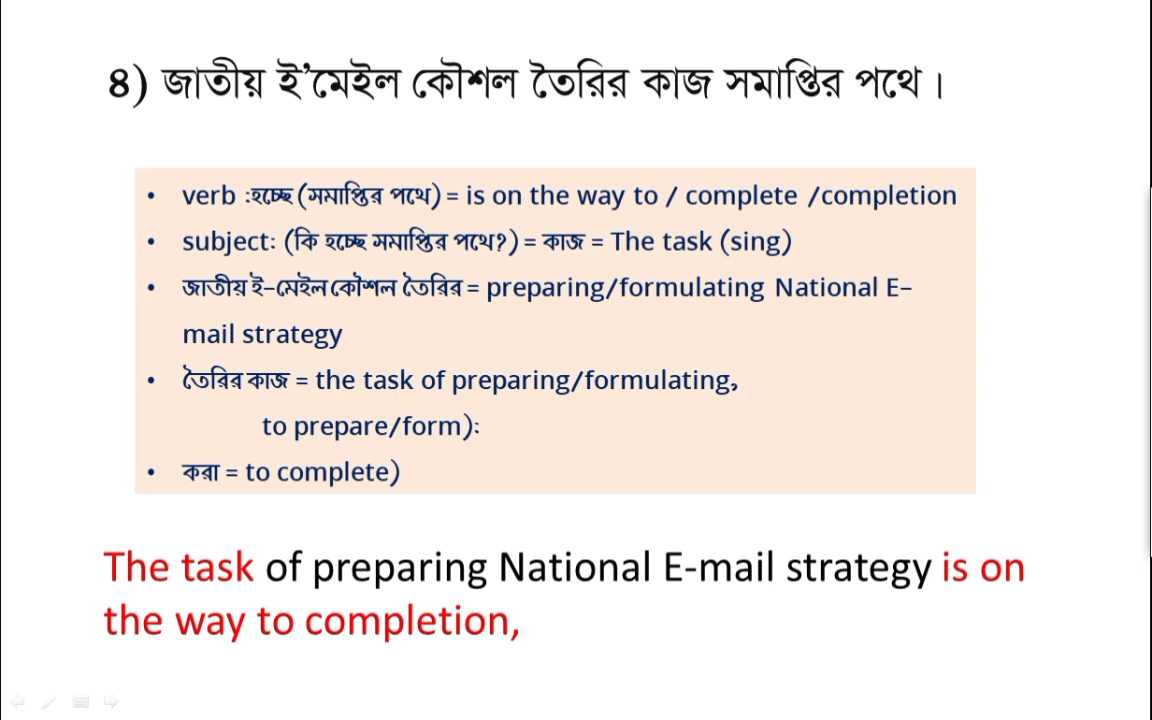 ৪) জাতীয় ই’মেইল কৌশল তৈরির কাজ সমাপ্তির পথে ।
• verb :হচ্ছে (সমাপ্তির পথে) = is on the way to / complete /completion
• subject: (কি হচ্ছে সমাপ্তির পথে?) = কাজ = The task (sing)
• জাতীয় ই-মেইল কৌশল তৈরির = preparing/formulating National E-
mail strategy
• তৈরির কাজ = the task of preparing/formulating,
to prepare/form):
• করা = to complete)
The task of preparing National E-mail strategy is on
the way to completion,